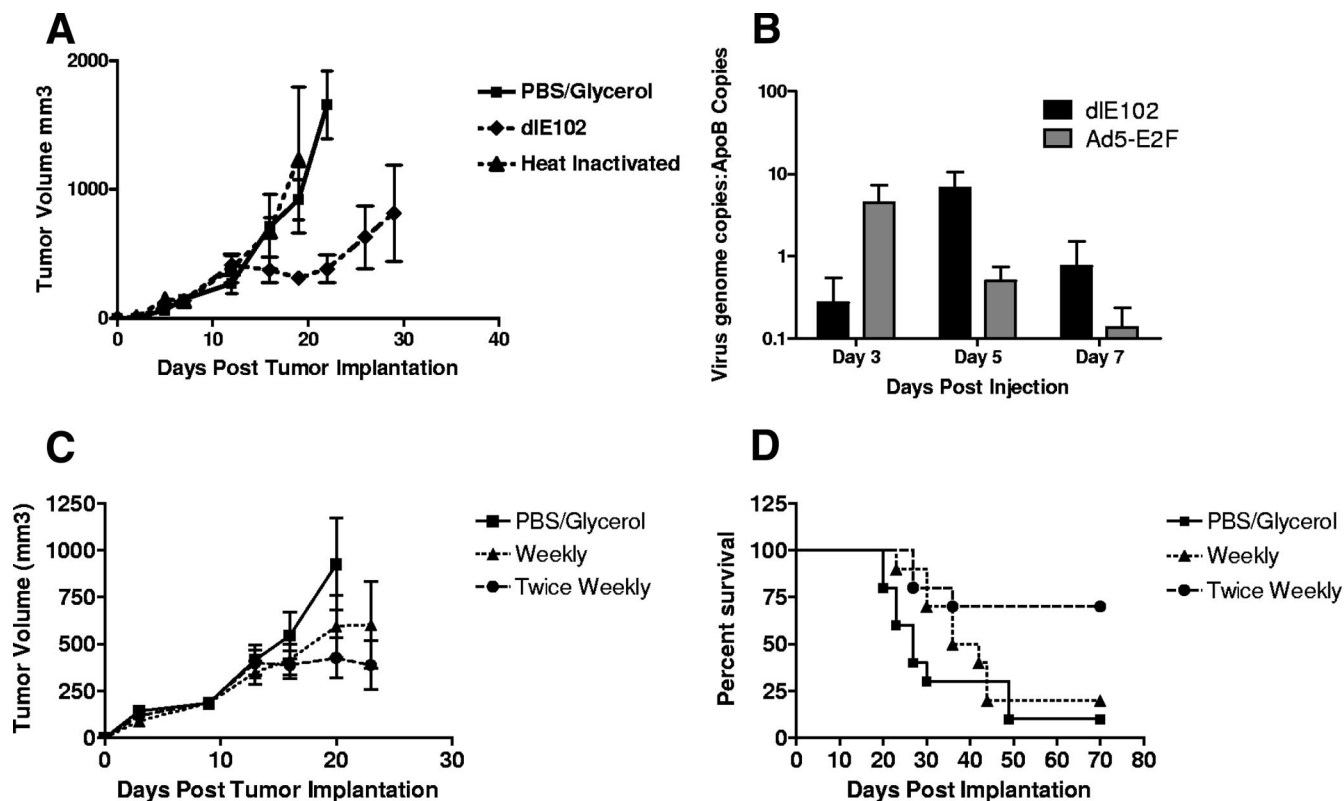 A
2000
1000
0
0 10 20 30 40
Tumor Volume mm3
Days Post Tumor Implantation
PBS/Glycerol
dlE102
Heat Inactivated
B
100
10
1
0.1
Virus genome copies:ApoB Copies
Day 3 Day 5 Day 7
Days Post Injection
dlE102
Ad5-E2F
C
1250
1000
750
500
250
0
0 10 20 30
Tumor Volume (mm3)
Days Post Tumor Implantation
PBS/Glycerol
Weekly
Twice Weekly
D
125
100
75
50
25
0
0 10 20 30 40 50 60 70 80
Percent survival
Days Post Implantation
PBS/Glycerol
Weekly
Twice Weekly